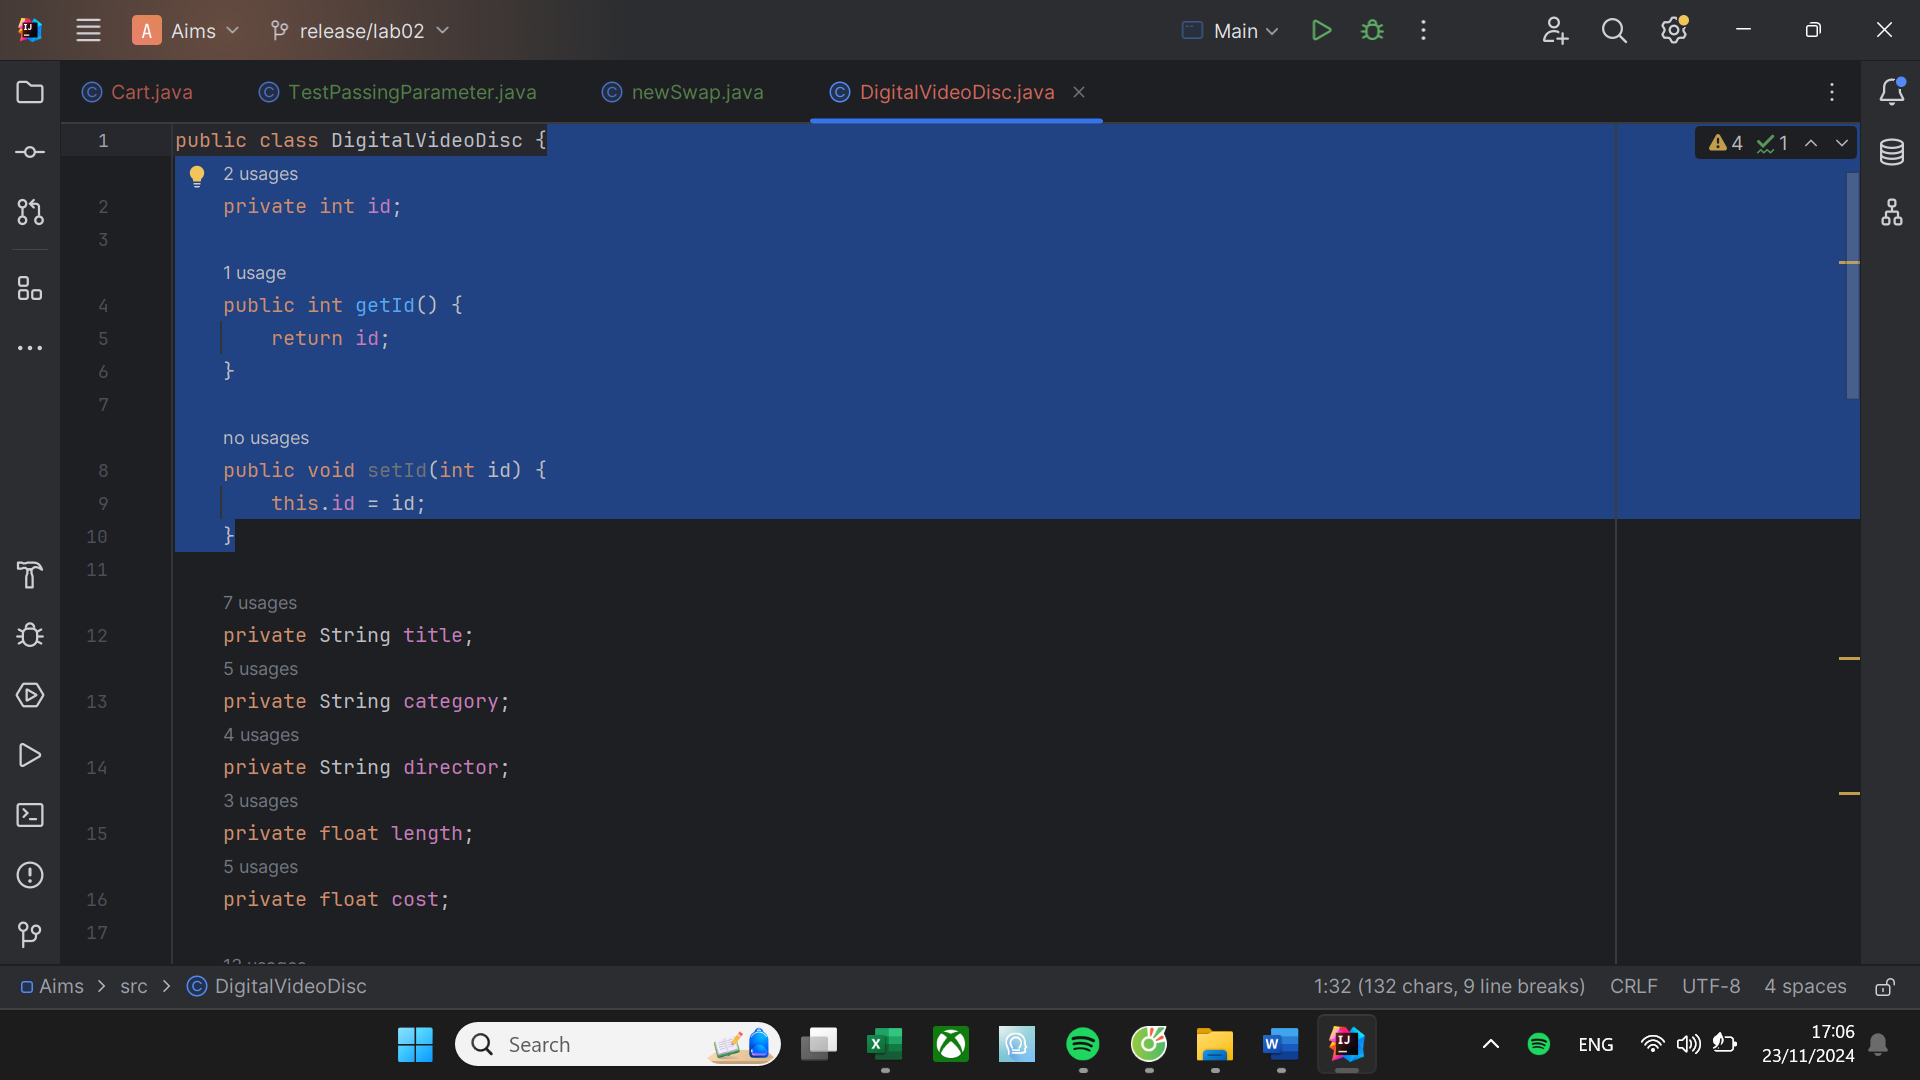 A Aims release/lab02 Main
Cart.java TestPassingParameter.java newSwap.java DigitalVideoDisc.java
4 1
1 public class DigitalVideoDisc {
2 usages
2 private int id;
3
1 usage
4 public int getId() {
5 return id;
6 }
7
no usages
8 public void setId(int id) {
9 this.id = id;
10 }
11
7 usages
12 private String title;
5 usages
13 private String category;
4 usages
14 private String director;
3 usages
15 private float length;
5 usages
16 private float cost;
17
Aims > src > DigitalVideoDisc 1:32 (132 chars, 9 line breaks) CRLF UTF-8 4 spaces
Search ENG 17:06
23/11/2024